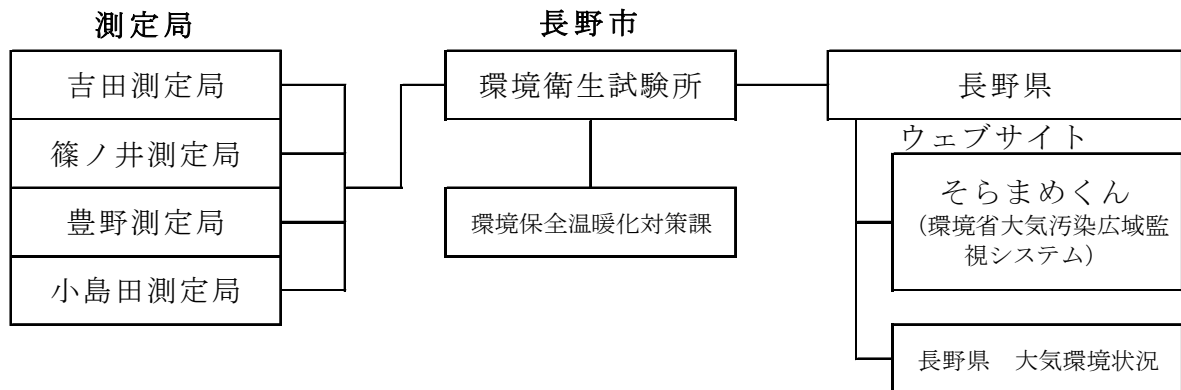 測定局
吉田測定局
篠ノ井測定局
豊野測定局
小島田測定局
長野市
環境衛生試験所
環境保全温暖化対策課
長野県
ウェブサイト
そらまめくん
(環境省大気汚染広域監
視システム)
長野県　大気環境状況